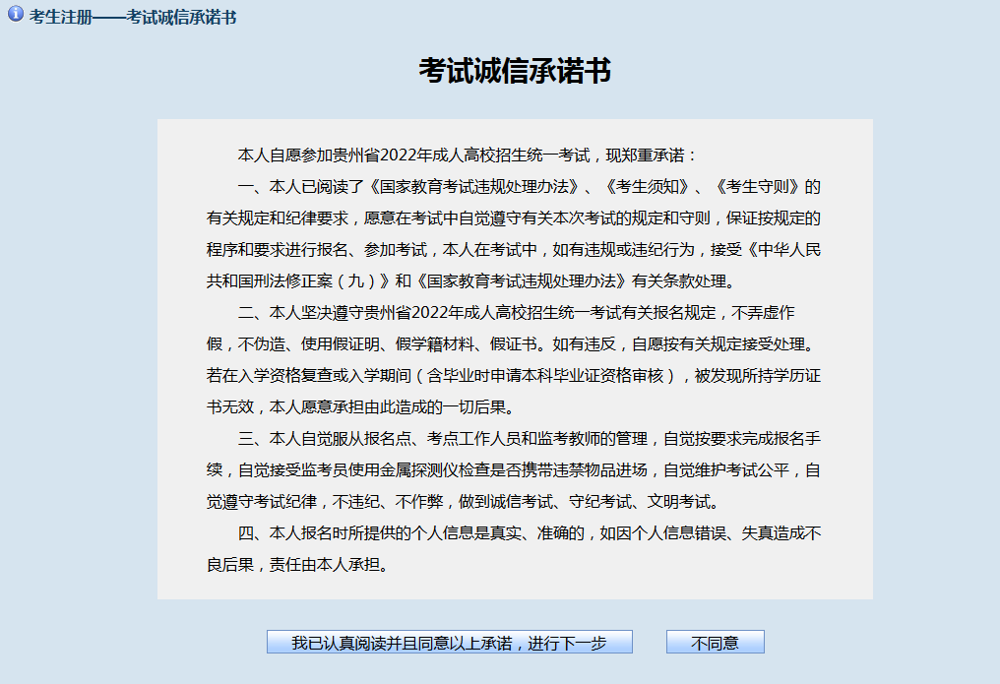 考生注册——考试诚信承诺书
考试诚信承诺书
本人自愿参加贵州省2022年成人高校招生统一考试，现郑重承诺：
一、本人已阅读了《国家教育考试违规处理办法》、《考生须知》、《考生守则》的
有关规定和纪律要求，愿意在考试中自觉遵守有关本次考试的规定和守则，保证按规定的
程序和要求进行报名、参加考试，本人在考试中，如有违规或违纪行为，接受《中华人民
共和国刑法修正案（九）》和《国家教育考试违规处理办法》有关条款处理。
二、本人坚决遵守贵州省2022年成人高校招生统一考试有关报名规定，不弄虚作
假，不伪造、使用假证明、假学籍材料、假证书。如有违反，自愿按有关规定接受处理。
若在入学资格复查或入学期间（含毕业时申请本科毕业证资格审核），被发现所持学历证
书无效，本人愿意承担由此造成的一切后果。
三、本人自觉服从报名点、考点工作人员和监考教师的管理，自觉按要求完成报名手
续，自觉接受监考员使用金属探测仪检查是否携带违禁物品进场，自觉维护考试公平，自
觉遵守考试纪律，不违纪、不作弊，做到诚信考试、守纪考试、文明考试。
四、本人报名时所提供的个人信息是真实、准确的，如因个人信息错误、失真造成不
良后果，责任由本人承担。
我已认真阅读并且同意以上承诺，进行下一步
不同意